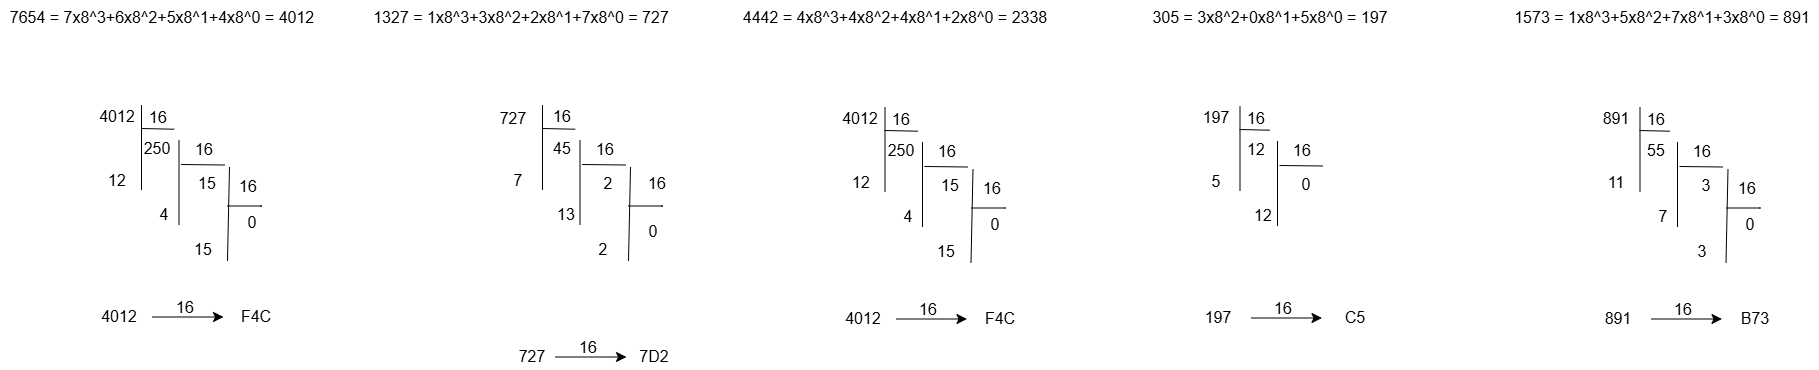 7654 = 7x8^3+6x8^2+5x8^1+4x8^0 = 4012
1327 = 1x8^3+3x8^2+2x8^1+7x8^0 = 727
4442 = 4x8^3+4x8^2+4x8^1+2x8^0 = 2338
305 = 3x8^2+0x8^1+5x8^0 = 197
1573 = 1x8^3+5x8^2+7x8^1+3x8^0 = 891
4012 16
250 16
12 15 16
4 0
15
4012 16 F4C
727 16
45 16
7 2 16
13 0
2
727 16 7D2
4012 16
250 16
12 15 16
4 0
15
4012 16 F4C
197 16
12 16
5 0
12
197 16 C5
891 16
55 16
11 3 16
7 0
3
891 16 B73